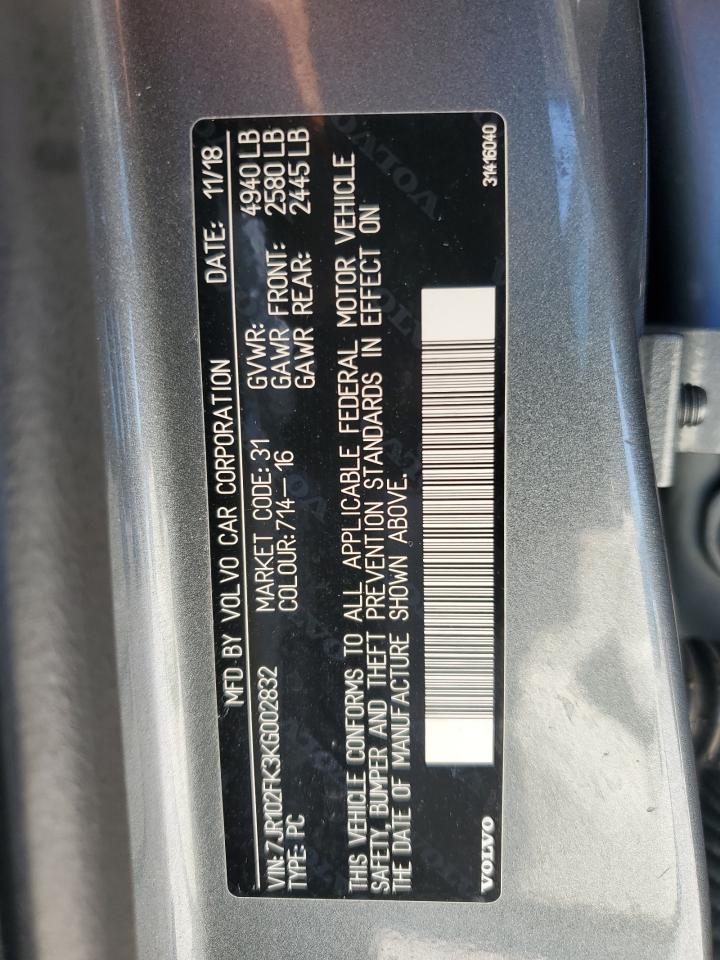 MFD BY VOLVO CAR CORPORATION DATE: 11/18
VIN: 7JR102FK3KG002832 MARKET CODE: 31 GVWR: 4940 LB
TYPE: PC COLOUR: 714—16 GAWR FRONT: 2580 LB
GAWR REAR: 2445 LB
THIS VEHICLE CONFORMS TO ALL APPLICABLE FEDERAL MOTOR VEHICLE
SAFETY, BUMPER AND THEFT PREVENTION STANDARDS IN EFFECT ON
THE DATE OF MANUFACTURE SHOWN ABOVE.
VOLVO 31416040